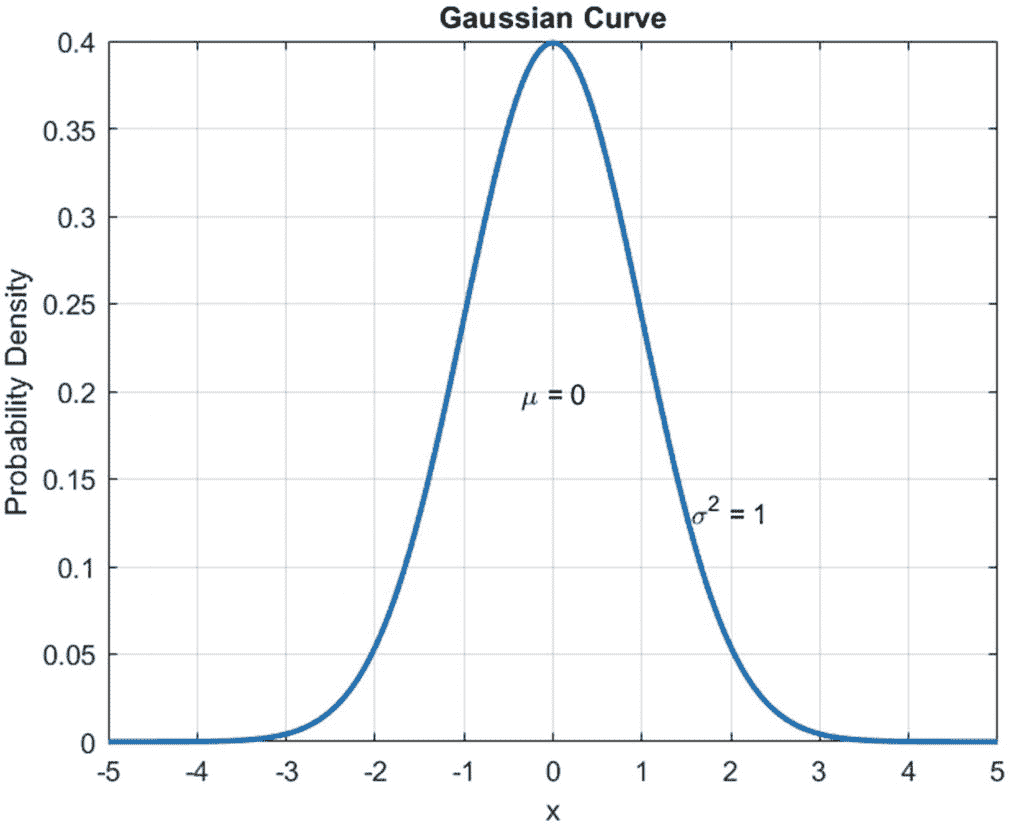 Gaussian Curve
0.4
0.35
0.3
0.25
0.2
0.15
0.1
0.05
0
Probability Density
μ = 0
σ² = 1
-5 -4 -3 -2 -1 0 1 2 3 4 5
x